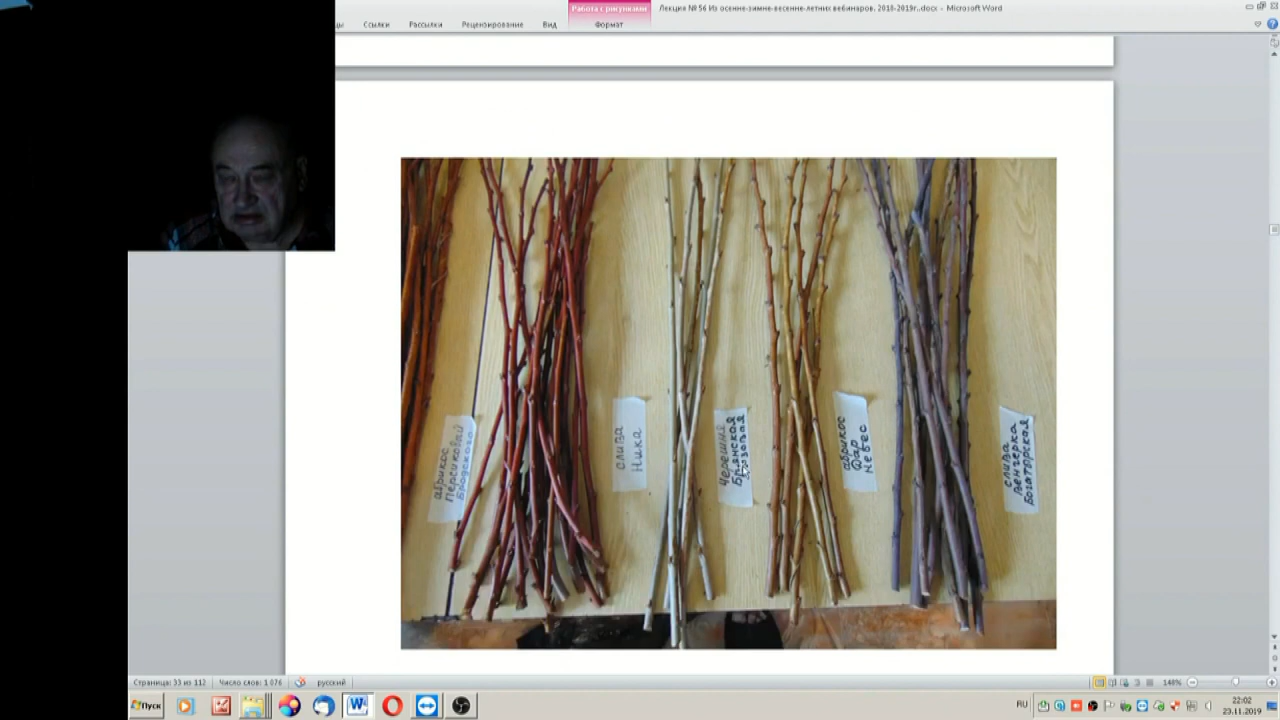 Работа с рисунками
Лекция № 56 Из осенне-зимне-весенне-летних вебинаров, 2018-2019г..docx - Microsoft Word
Ссылки
Рассылки
Рецензирование
Вид
Формат
абрикос
Персиковый
Бродского
слива
Ника
Черешня
Брянская
розовая
абрикос
Дар
Небес
слива
Венгерка
Богатырская
Страница: 33 из 112
Число слов: 1 076
русский
148%
Пуск
RU
22:02
23.11.2019